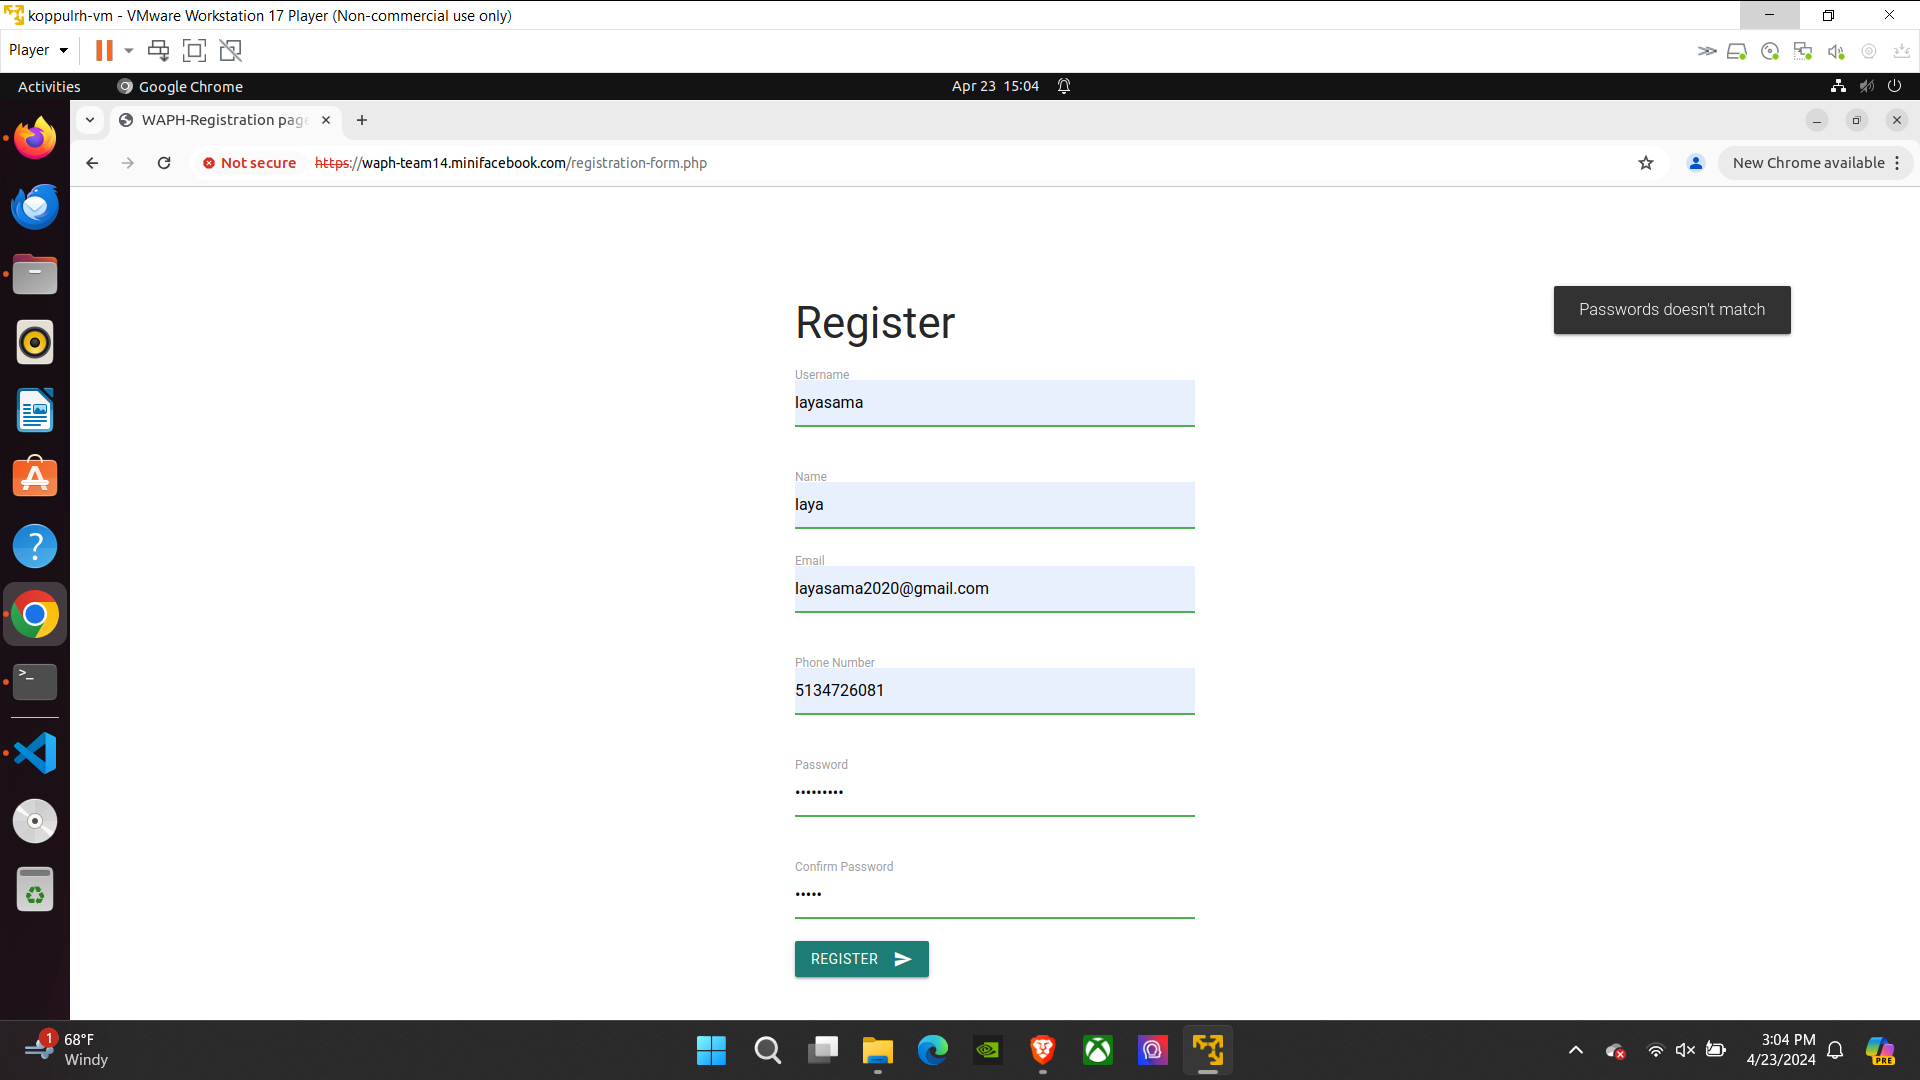 koppulrh-vm - VMware Workstation 17 Player (Non-commercial use only)
Player
Activities
Google Chrome
Apr 23 15:04
WAPH-Registration page
Not secure
https://waph-team14.minifacebook.com/registration-form.php
New Chrome available
Passwords doesn't match
Register
Username
layasama
Name
laya
Email
layasama2020@gmail.com
Phone Number
5134726081
Password
•••••••••
Confirm Password
•••••
REGISTER
1
68°F
Windy
3:04 PM
4/23/2024
PRE